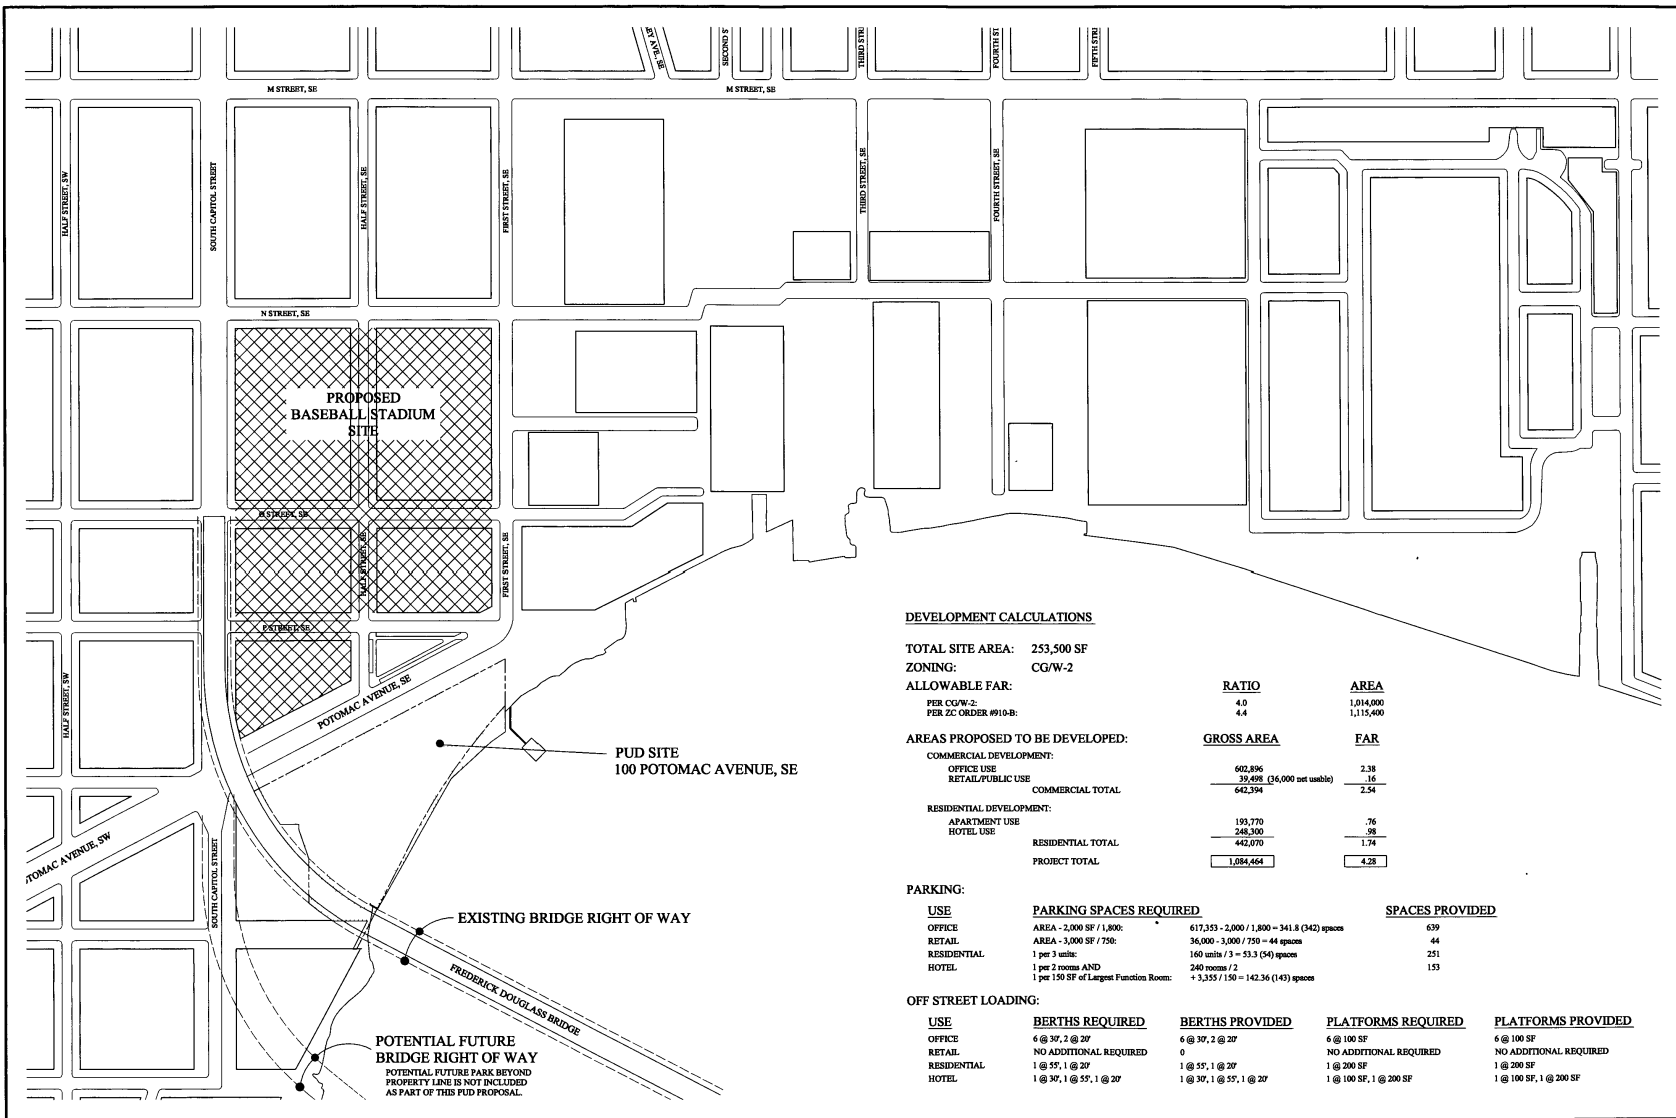 EY AVE., SE
SECOND S
THIRD STR
FOURTH ST
FIFTH STR
M STREET, SE
M STREET, SE
HALF STREET, SW
SOUTH CAPITOL STREET
HALF STREET, SE
FIRST STREET, SE
THIRD STREET, SE
FOURTH STREET, SE
N STREET, SE
PROPOSED
BASEBALL STADIUM
SITE
STREET, SE
HALF STREET, SE
FIRST STREET, SE
P STREET, SE
HALF STREET, SW
POTOMAC AVENUE, SE
PUD SITE
100 POTOMAC AVENUE, SE
TOMAC AVENUE, SW
SOUTH CAPITOL STREET
EXISTING BRIDGE RIGHT OF WAY
FREDERICK DOUGLASS BRIDGE
POTENTIAL FUTURE
BRIDGE RIGHT OF WAY
POTENTIAL FUTURE PARK BEYOND
PROPERTY LINE IS NOT INCLUDED
AS PART OF THIS PUD PROPOSAL.
DEVELOPMENT CALCULATIONS
TOTAL SITE AREA: 253,500 SF
ZONING: CG/W-2
ALLOWABLE FAR: RATIO AREA
PER CG/W-2: 4.0 1,014,000
PER ZC ORDER #910-B: 4.4 1,115,400
AREAS PROPOSED TO BE DEVELOPED: GROSS AREA FAR
COMMERCIAL DEVELOPMENT:
OFFICE USE 602,896 2.38
RETAIL/PUBLIC USE 39,498 (36,000 net usable) .16
COMMERCIAL TOTAL 642,394 2.54
RESIDENTIAL DEVELOPMENT:
APARTMENT USE 193,770 .76
HOTEL USE 248,300 .98
RESIDENTIAL TOTAL 442,070 1.74
PROJECT TOTAL 1,084,464 4.28
PARKING:
USE PARKING SPACES REQUIRED SPACES PROVIDED
OFFICE AREA - 2,000 SF / 1,800: 617,353 - 2,000 / 1,800 = 341.8 (342) spaces 639
RETAIL AREA - 3,000 SF / 750: 36,000 - 3,000 / 750 = 44 spaces 44
RESIDENTIAL 1 per 3 units: 160 units / 3 = 53.3 (54) spaces 251
HOTEL 1 per 2 rooms AND 240 rooms / 2 153
1 per 150 SF of Largest Function Room: + 3,355 / 150 = 142.36 (143) spaces
OFF STREET LOADING:
USE BERTHS REQUIRED BERTHS PROVIDED PLATFORMS REQUIRED PLATFORMS PROVIDED
OFFICE 6 @ 30', 2 @ 20' 6 @ 30', 2 @ 20' 6 @ 100 SF 6 @ 100 SF
RETAIL NO ADDITIONAL REQUIRED 0 NO ADDITIONAL REQUIRED NO ADDITIONAL REQUIRED
RESIDENTIAL 1 @ 55', 1 @ 20' 1 @ 55', 1 @ 20' 1 @ 200 SF 1 @ 200 SF
HOTEL 1 @ 30', 1 @ 55', 1 @ 20' 1 @ 30', 1 @ 55', 1 @ 20' 1 @ 100 SF, 1 @ 200 SF 1 @ 100 SF, 1 @ 200 SF